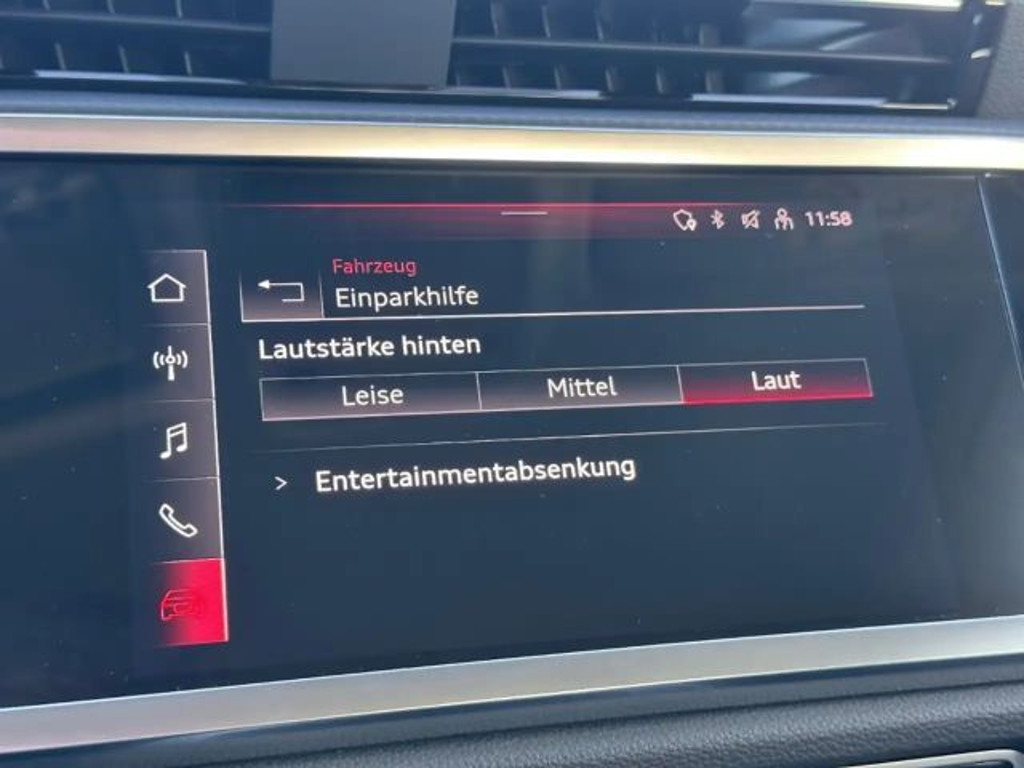 11:58
Fahrzeug
Einparkhilfe
Lautstärke hinten
Leise Mittel Laut
> Entertainmentabsenkung